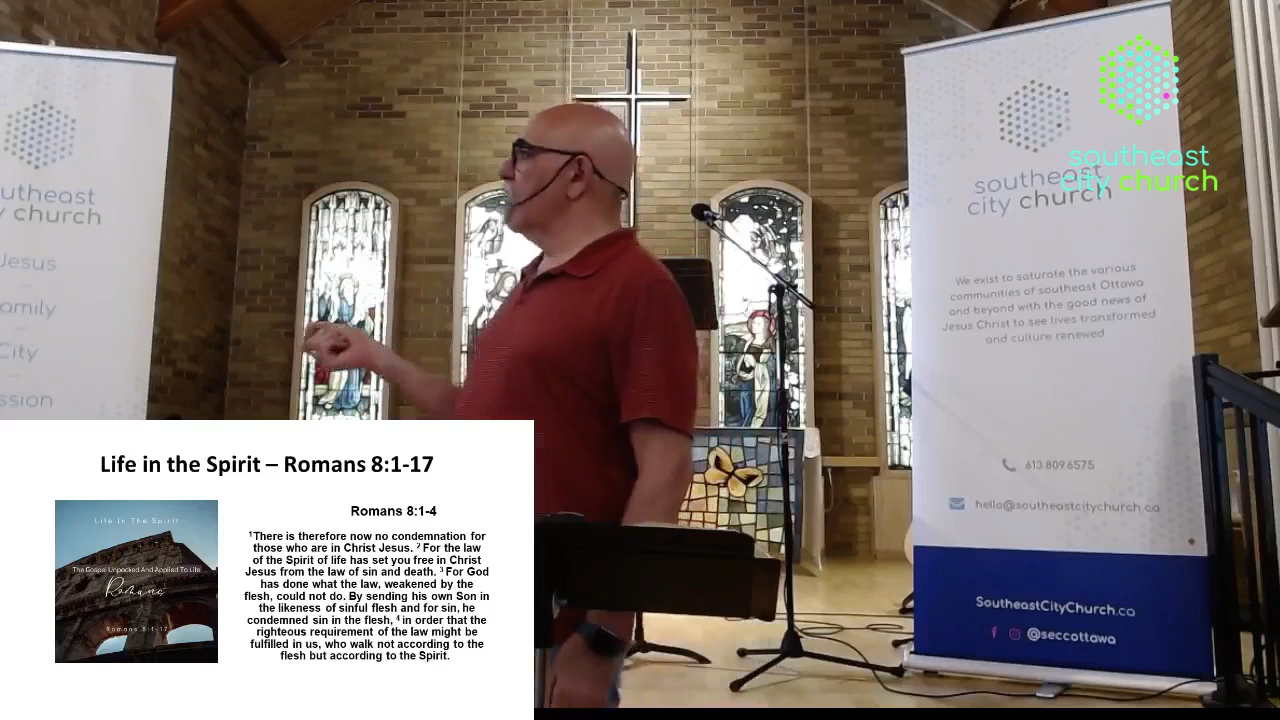 utheast
y church
Jesus
amily
City
ssion
southeast
city church
southeast
city church
We exist to saturate the various
communities of southeast Ottawa
and beyond with the good news of
Jesus Christ to see lives transformed
and culture renewed
613.809.6575
hello@southeastcitychurch.ca
SoutheastCityChurch.ca
@seccottawa
Life in the Spirit – Romans 8:1-17
Life In The Spirit
The Gospel Unpacked And Applied To Life
Romans
Romans 8:1-17
Romans 8:1-4
1There is therefore now no condemnation for
those who are in Christ Jesus. 2 For the law
of the Spirit of life has set you free in Christ
Jesus from the law of sin and death. 3 For God
has done what the law, weakened by the
flesh, could not do. By sending his own Son in
the likeness of sinful flesh and for sin, he
condemned sin in the flesh, 4 in order that the
righteous requirement of the law might be
fulfilled in us, who walk not according to the
flesh but according to the Spirit.